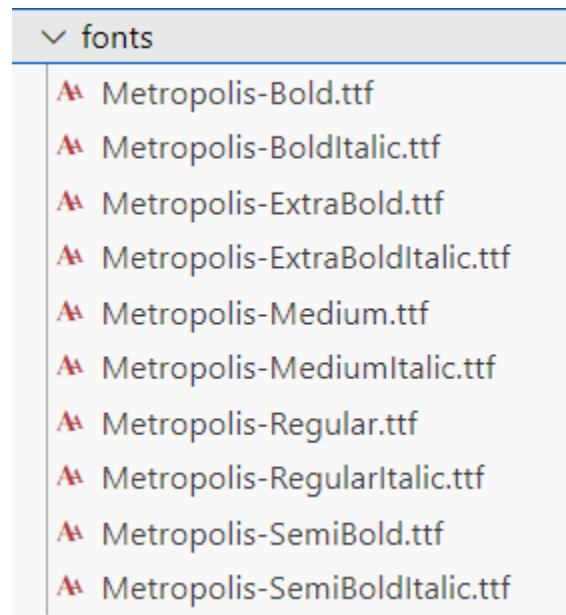 fonts
Metropolis-Bold.ttf
Metropolis-BoldItalic.ttf
Metropolis-ExtraBold.ttf
Metropolis-ExtraBoldItalic.ttf
Metropolis-Medium.ttf
Metropolis-MediumItalic.ttf
Metropolis-Regular.ttf
Metropolis-RegularItalic.ttf
Metropolis-SemiBold.ttf
Metropolis-SemiBoldItalic.ttf